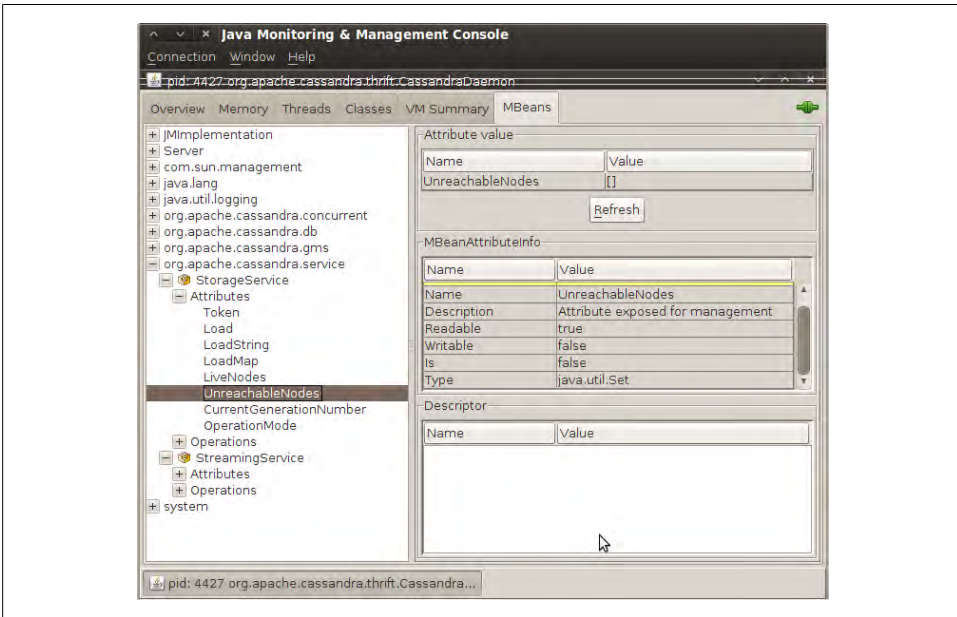 Java Monitoring & Management Console
Connection Window Help
pid: 4427 org.apache.cassandra.thrift.CassandraDaemon
Overview Memory Threads Classes VM Summary MBeans
JMImplementation
Server
com.sun.management
java.lang
java.util.logging
org.apache.cassandra.concurrent
org.apache.cassandra.db
org.apache.cassandra.gms
org.apache.cassandra.service
StorageService
Attributes
Token
Load
LoadString
LoadMap
LiveNodes
UnreachableNodes
CurrentGenerationNumber
OperationMode
Operations
StreamingService
Attributes
Operations
system
Attribute value
Name Value
UnreachableNodes []
Refresh
MBeanAttributeInfo
Name Value
Name UnreachableNodes
Description Attribute exposed for management
Readable true
Writable false
Is false
Type java.util.Set
Descriptor
Name Value
pid: 4427 org.apache.cassandra.thrift.Cassandra...